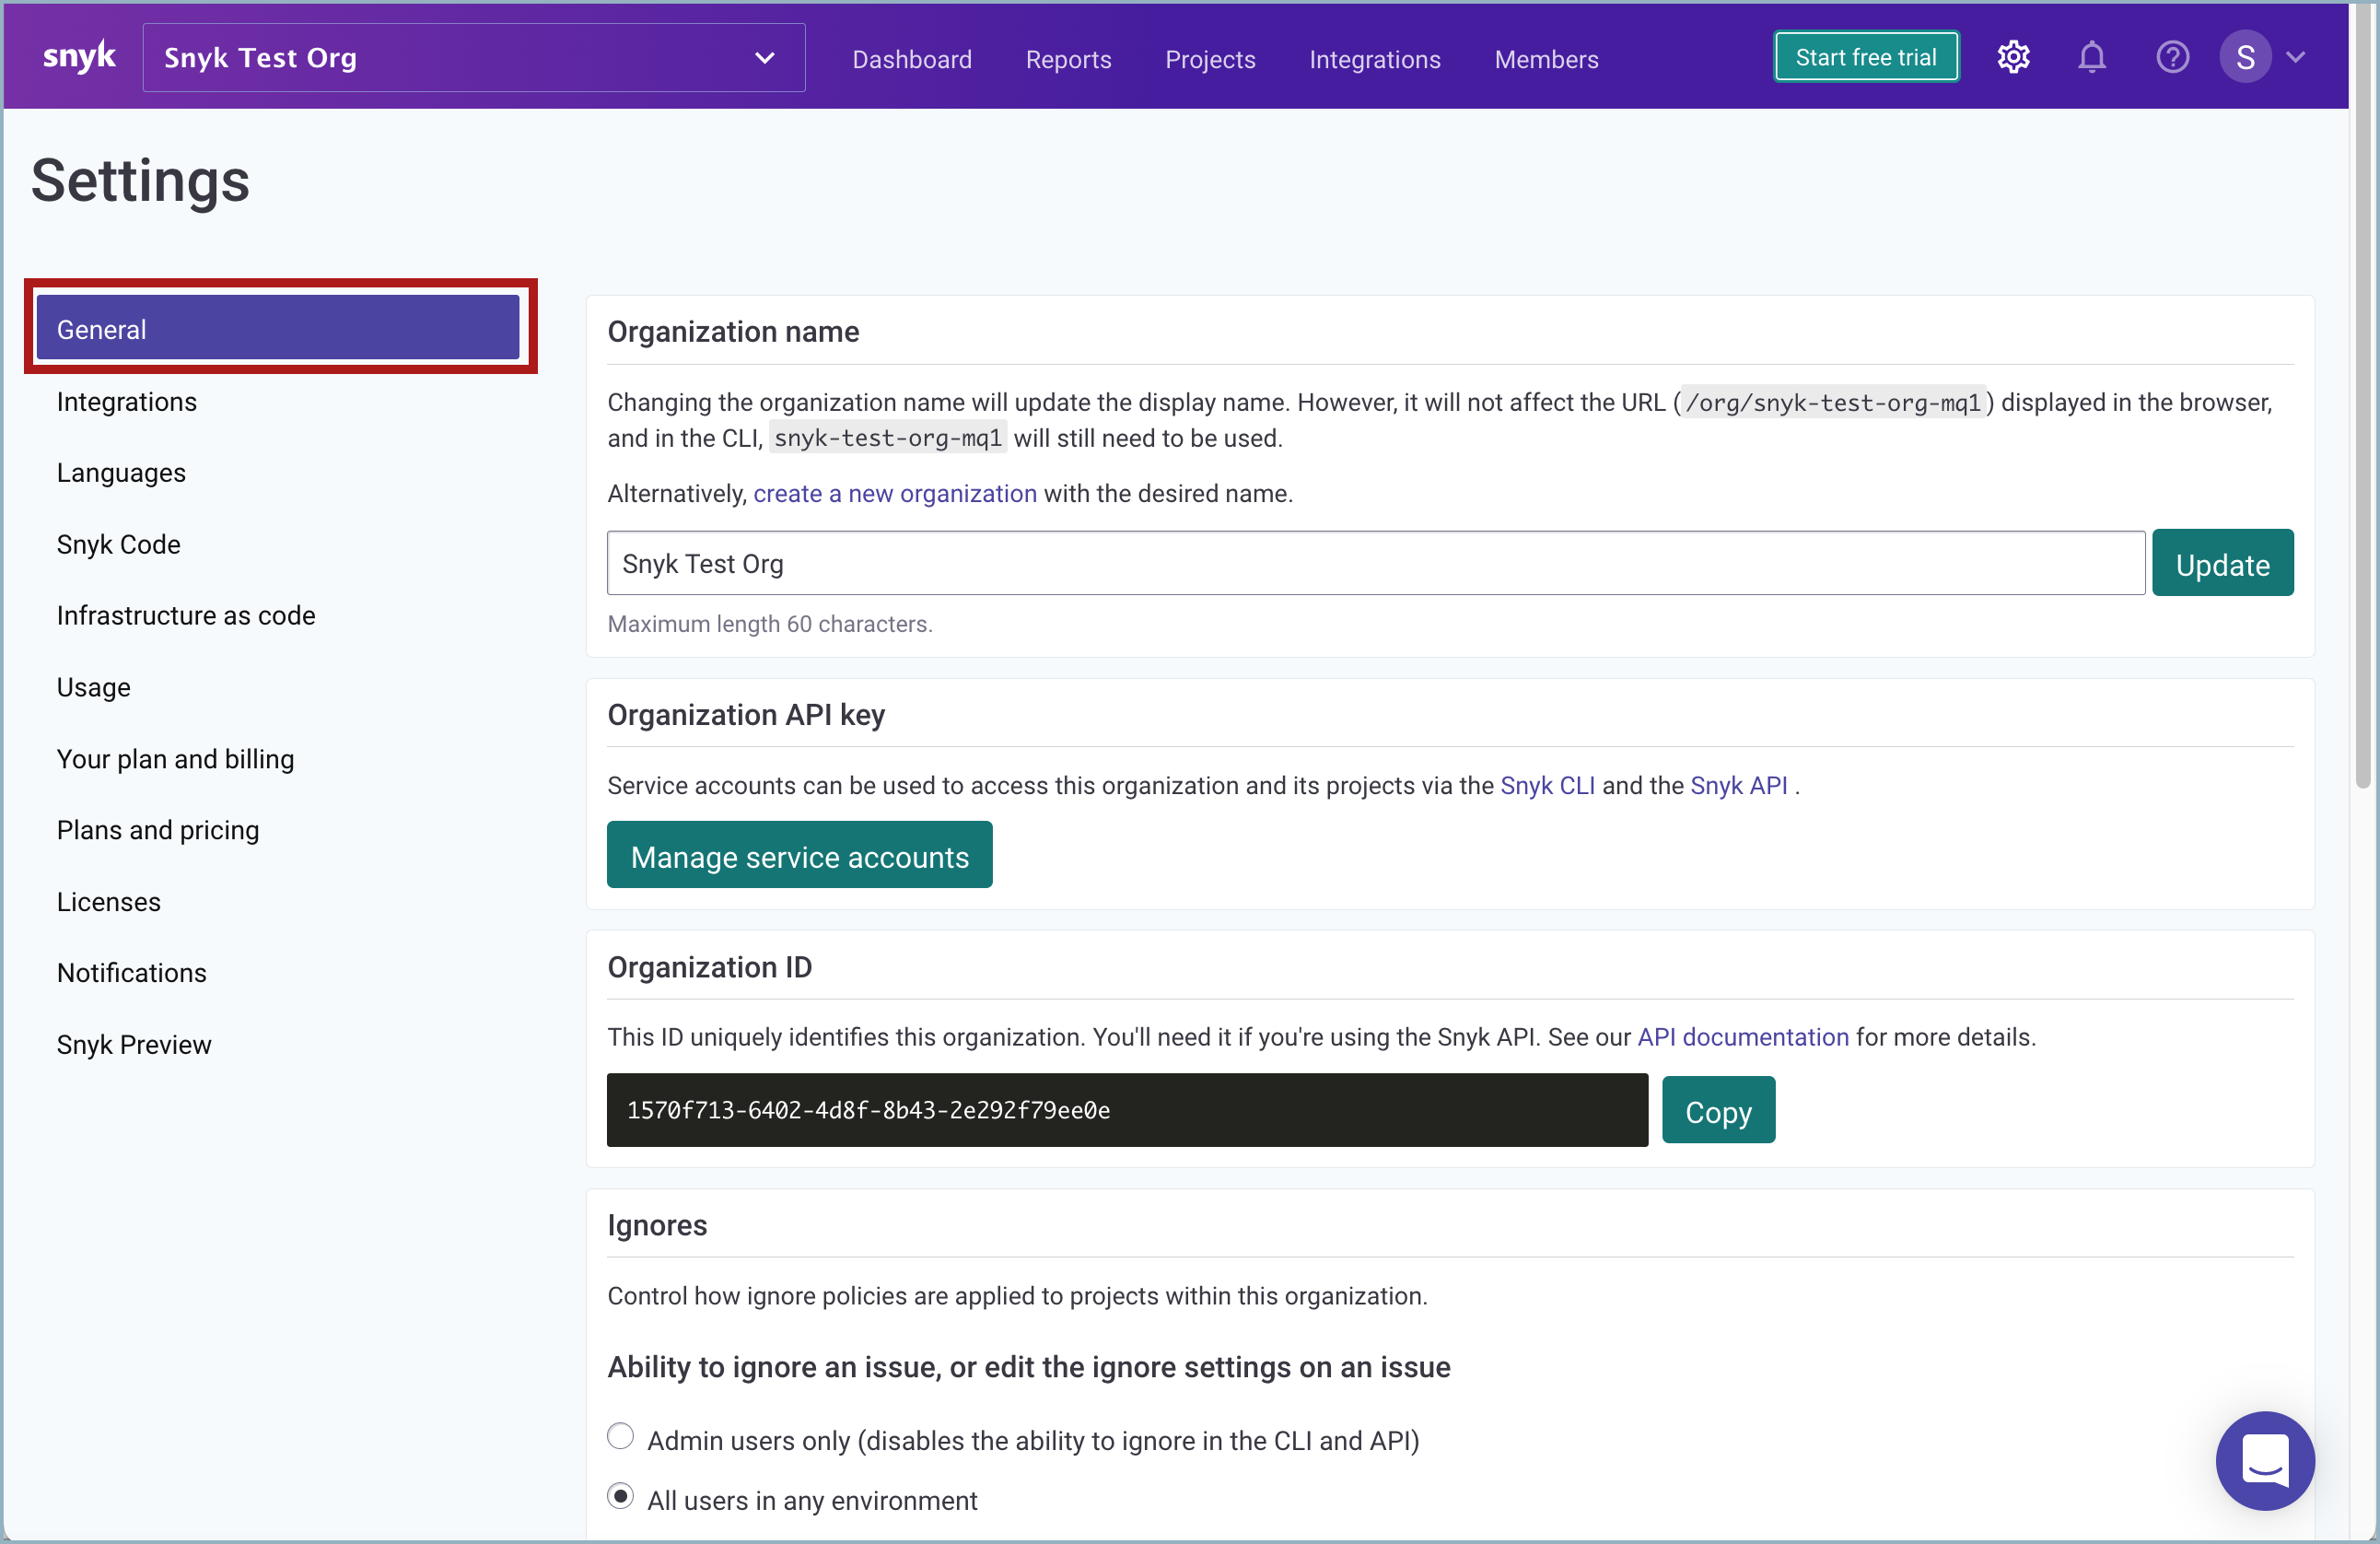 snyk
Snyk Test Org
Dashboard
Reports
Projects
Integrations
Members
Start free trial
S
Settings
General
Integrations
Languages
Snyk Code
Infrastructure as code
Usage
Your plan and billing
Plans and pricing
Licenses
Notifications
Snyk Preview
Organization name
Changing the organization name will update the display name. However, it will not affect the URL (/org/snyk-test-org-mq1) displayed in the browser,
and in the CLI, snyk-test-org-mq1 will still need to be used.
Alternatively, create a new organization with the desired name.
Snyk Test Org
Update
Maximum length 60 characters.
Organization API key
Service accounts can be used to access this organization and its projects via the Snyk CLI and the Snyk API .
Manage service accounts
Organization ID
This ID uniquely identifies this organization. You'll need it if you're using the Snyk API. See our API documentation for more details.
1570f713-6402-4d8f-8b43-2e292f79ee0e
Copy
Ignores
Control how ignore policies are applied to projects within this organization.
Ability to ignore an issue, or edit the ignore settings on an issue
Admin users only (disables the ability to ignore in the CLI and API)
All users in any environment